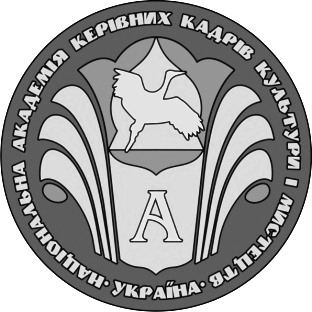 НАЦІОНАЛЬНА АКАДЕМІЯ КЕРІВНИХ КАДРІВ КУЛЬТУРИ І МИСТЕЦТВ
·УКРАЇНА·
А